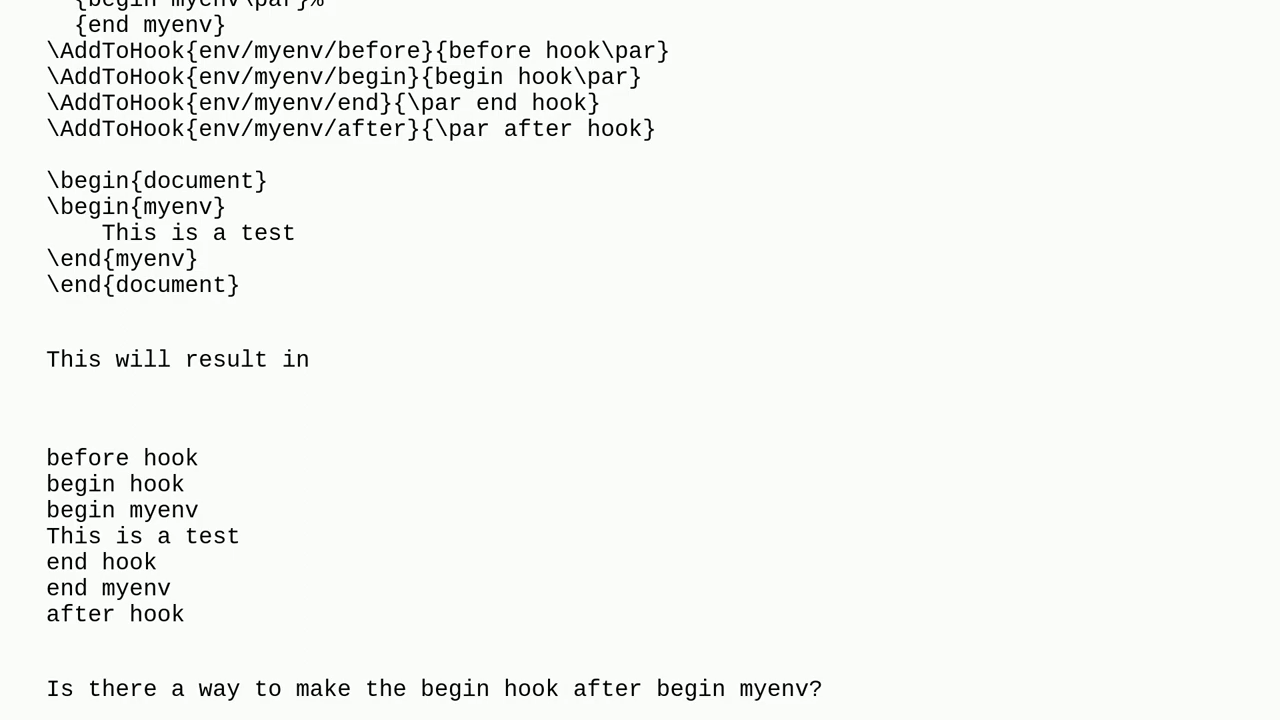 {begin myenv\par}%
{end myenv}
\AddToHook{env/myenv/before}{before hook\par}
\AddToHook{env/myenv/begin}{begin hook\par}
\AddToHook{env/myenv/end}{\par end hook}
\AddToHook{env/myenv/after}{\par after hook}
\begin{document}
\begin{myenv}
This is a test
\end{myenv}
\end{document}
This will result in
before hook
begin hook
begin myenv
This is a test
end hook
end myenv
after hook
Is there a way to make the begin hook after begin myenv?